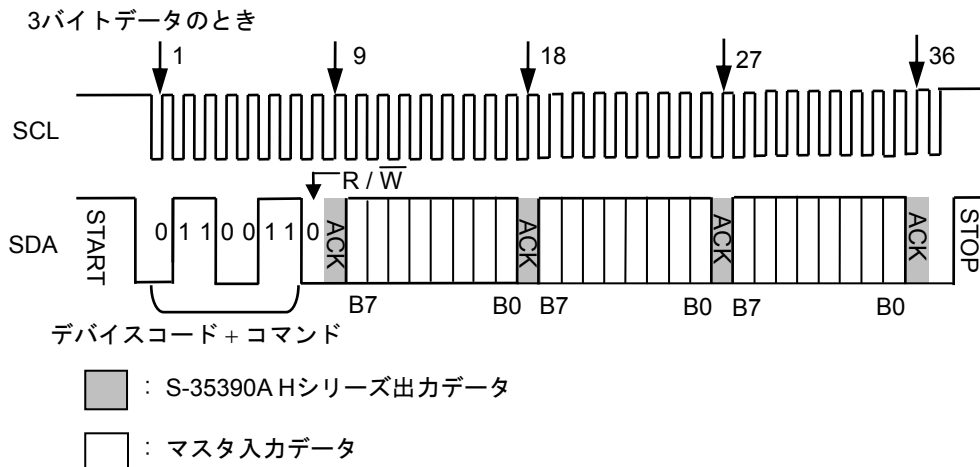 3バイトデータのとき
1 9 18 27 36
SCL
R / W
SDA START 0 1 1 0 0 1 1 0 ACK ACK ACK ACK STOP
B7 B0 B7 B0 B7 B0
デバイスコード + コマンド
: S-35390A Hシリーズ出力データ
: マスタ入力データ